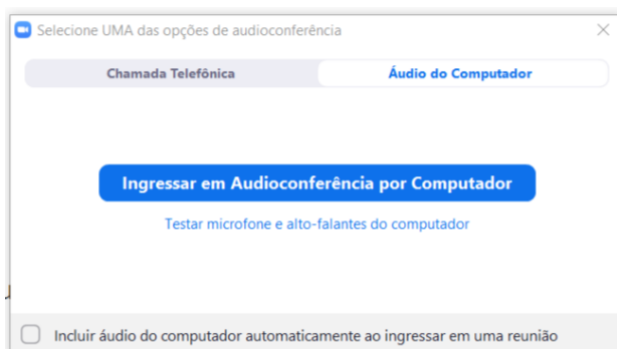 Selecione UMA das opções de audioconferência
Chamada Telefônica Áudio do Computador
Ingressar em Audioconferência por Computador
Testar microfone e alto-falantes do computador
Incluir áudio do computador automaticamente ao ingressar em uma reunião